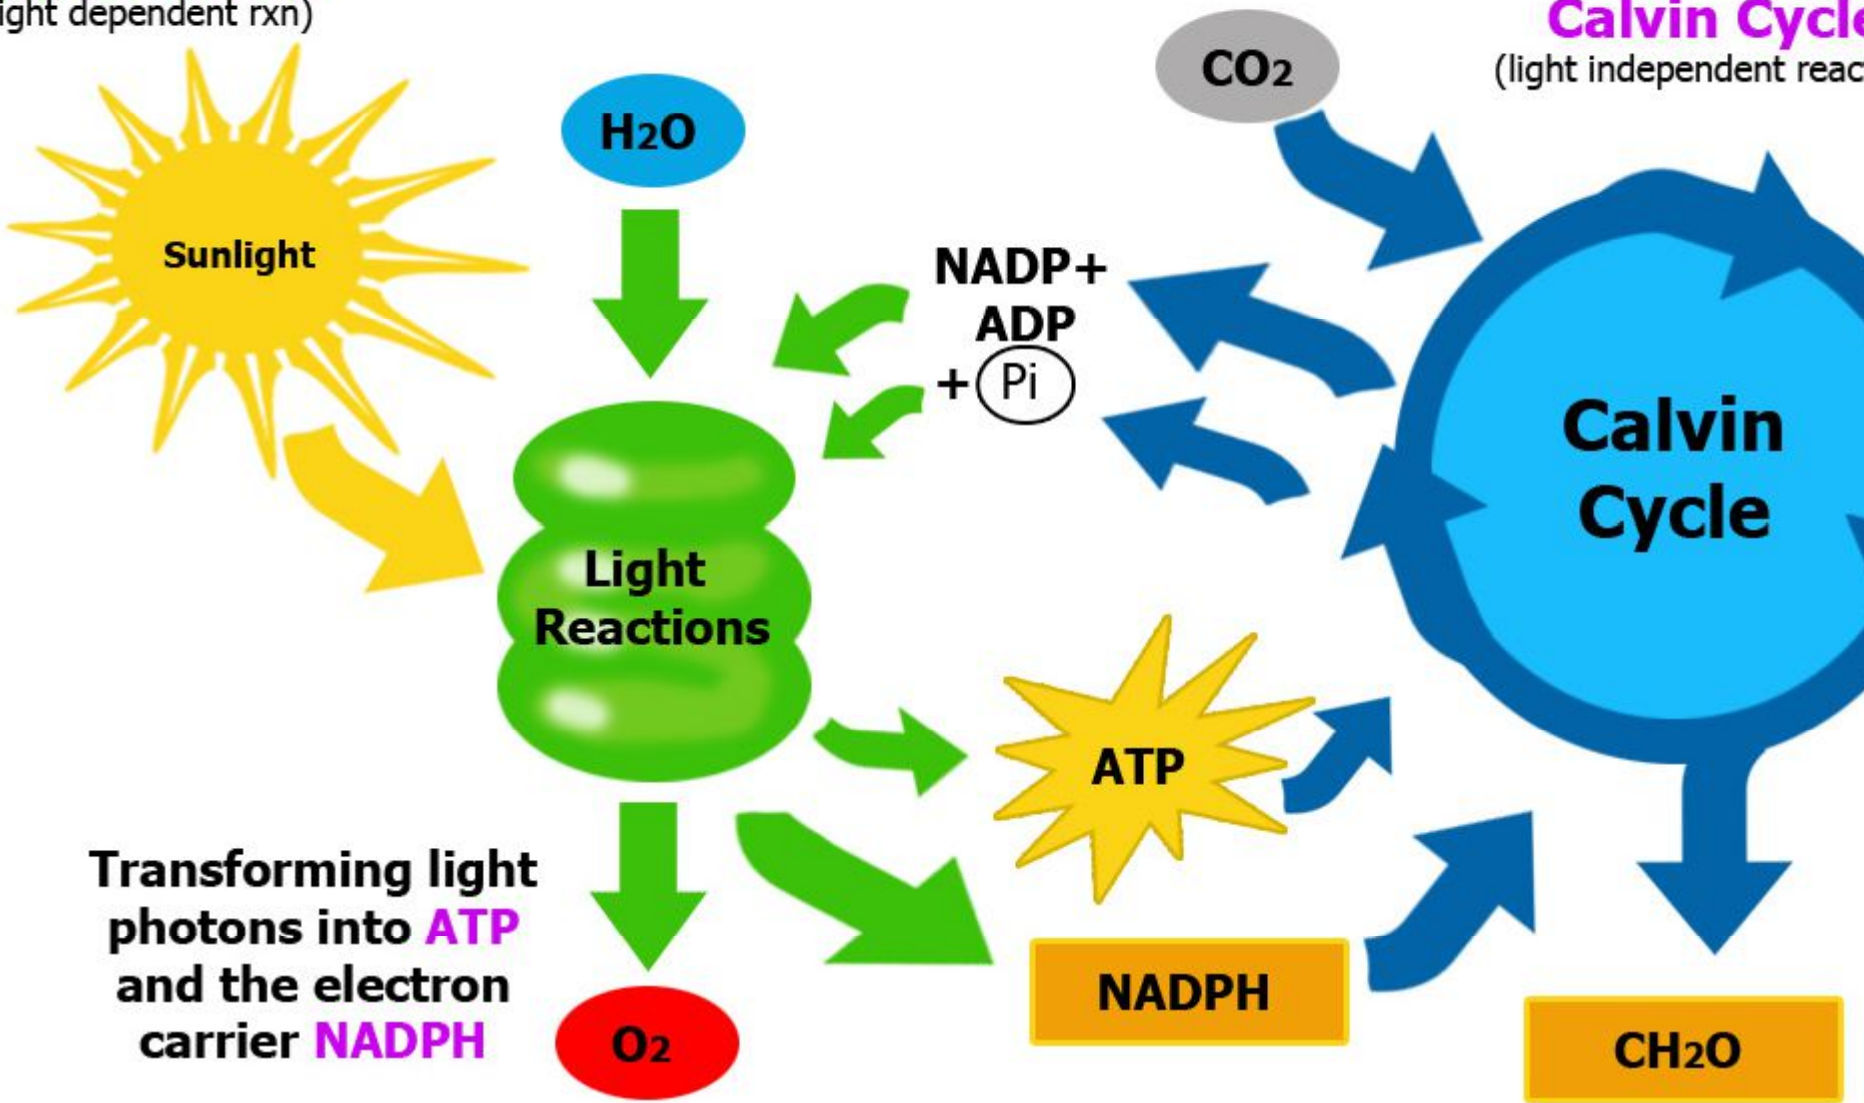 ight dependent rxn)
Calvin Cycle
(light independent reac
CO2
H2O
Sunlight
NADP+
ADP
+ Pi
Calvin
Cycle
Light
Reactions
ATP
Transforming light
photons into ATP
and the electron
carrier NADPH
NADPH
O2
CH2O